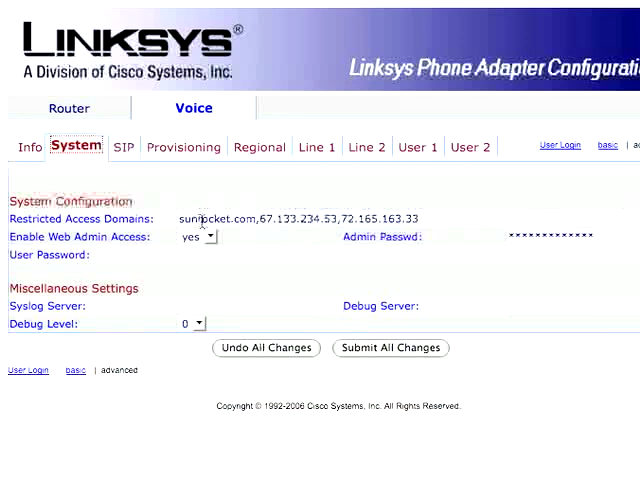 LINKSYS®
A Division of Cisco Systems, Inc.
Linksys Phone Adapter Configurati
Router Voice
Info System SIP Provisioning Regional Line 1 Line 2 User 1 User 2 User Login basic | a
System Configuration
Restricted Access Domains: sunrocket.com,67.133.234.53,72.165.163.33
Enable Web Admin Access: yes Admin Passwd: *************
User Password:
Miscellaneous Settings
Syslog Server: Debug Server:
Debug Level: 0
Undo All Changes Submit All Changes
User Login basic | advanced
Copyright © 1992-2006 Cisco Systems, Inc. All Rights Reserved.